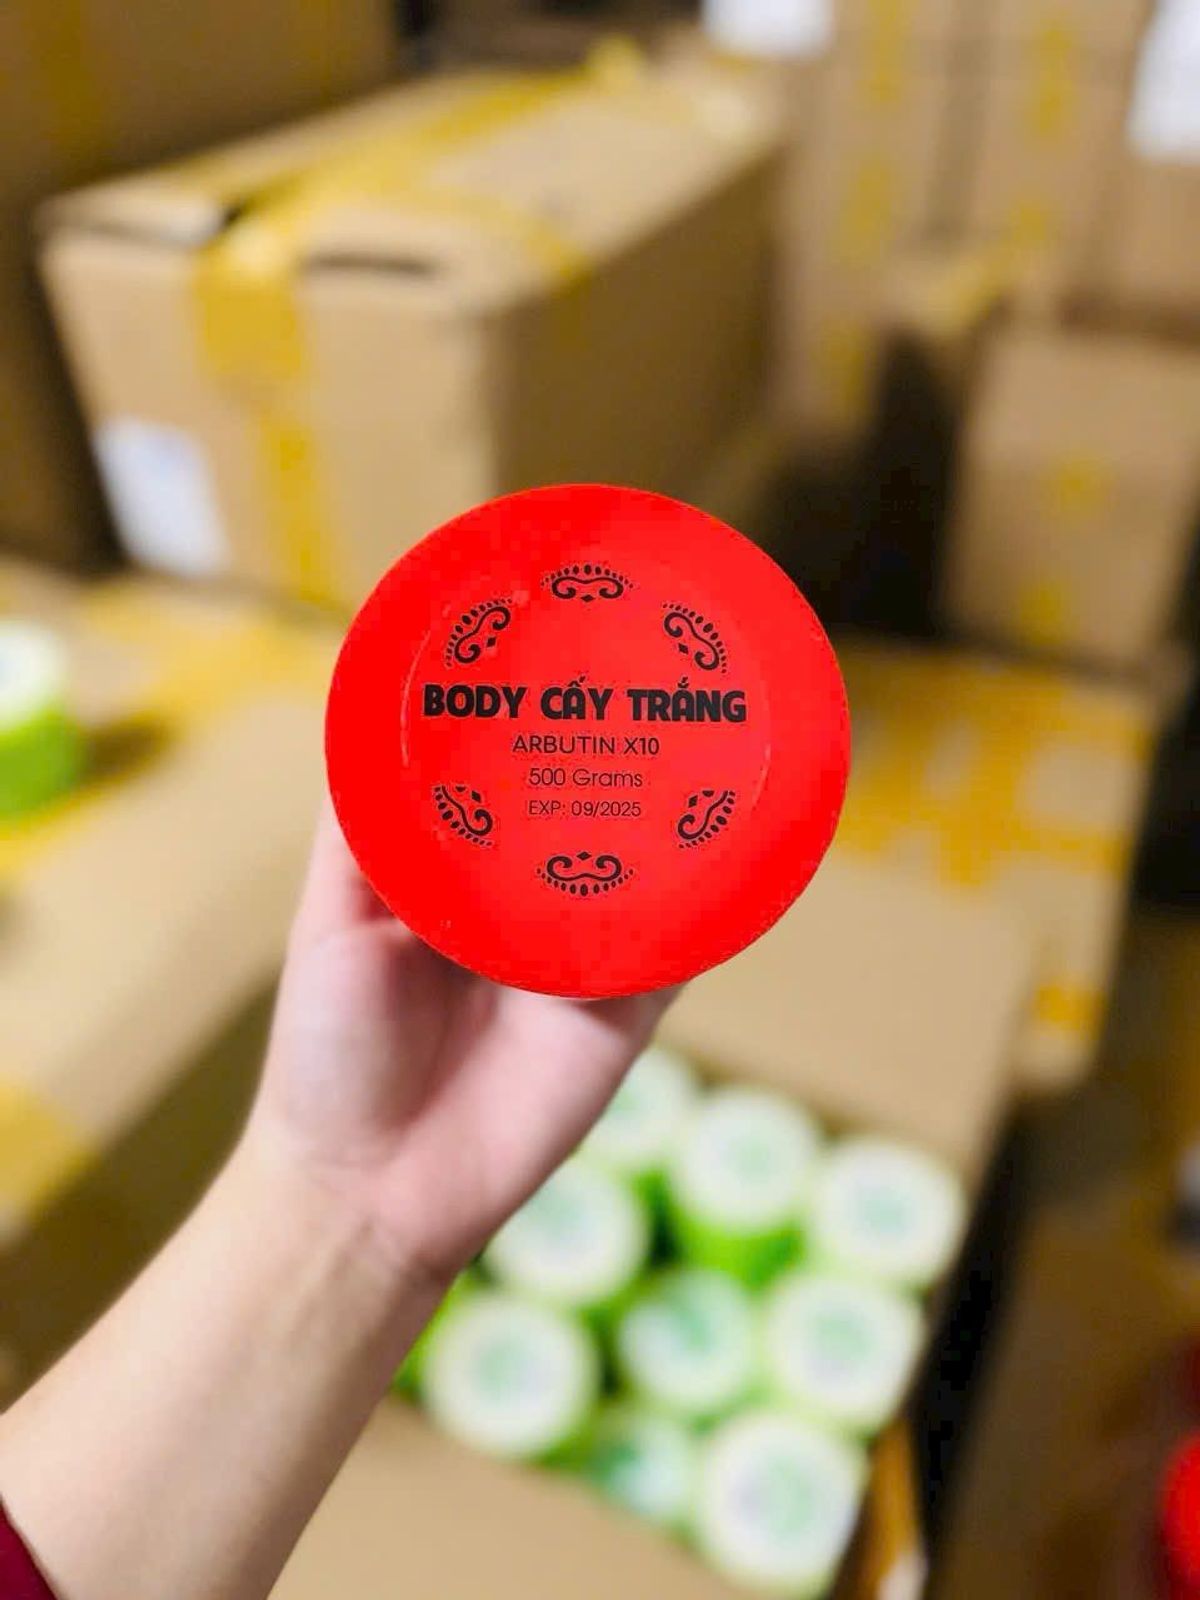 BODY CẤY TRẮNG
ARBUTIN X10
500 Grams
EXP: 09/2025